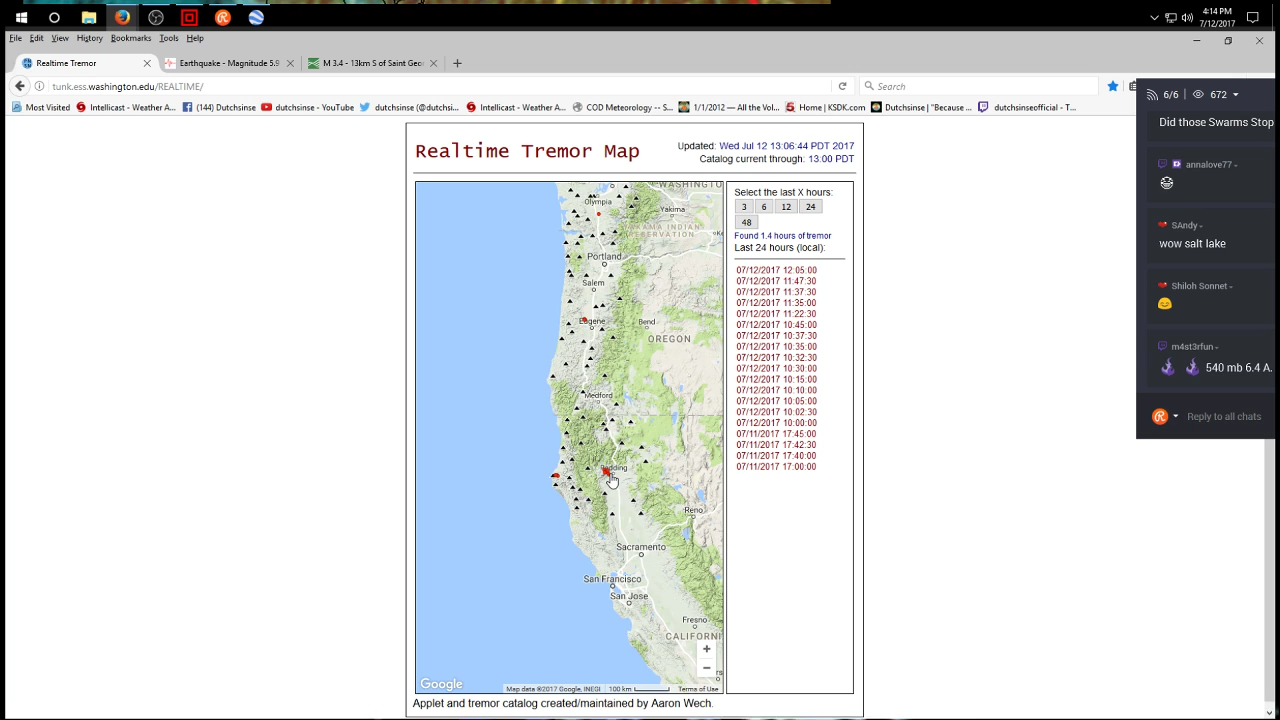 4:14 PM
7/12/2017
File Edit View History Bookmarks Tools Help
Realtime Tremor
Earthquake - Magnitude 5.9
M 3.4 - 13km S of Saint Geo
tunk.ess.washington.edu/REALTIME/
Search
Most Visited
Intellicast - Weather A...
(144) Dutchsinse
dutchsinse - YouTube
dutchsinse (@dutchsi...
Intellicast - Weather A...
COD Meteorology -- S...
1/1/2012 — All the Vol...
Home | KSDK.com
Dutchsinse | "Because ...
dutchsinseofficial - T...
6/6 | 672
Did those Swarms Stop
annalove77
SAndy
wow salt lake
Shiloh Sonnet
m4st3rfun
540 mb 6.4 A.
Reply to all chats
Realtime Tremor Map
Updated: Wed Jul 12 13:06:44 PDT 2017
Catalog current through: 13:00 PDT
WASHINGTO
Olympia
Yakima
YAKAMA INDIAN
RESERVATION
Portland
Salem
Eugene
Bend
OREGON
Medford
Redding
Reno
Sacramento
San Francisco
San Jose
Fresno
CALIFORNI
Google
Map data ©2017 Google, INEGI
100 km
Terms of Use
Select the last X hours:
3 6 12 24
48
Found 1.4 hours of tremor
Last 24 hours (local):
07/12/2017 12:05:00
07/12/2017 11:47:30
07/12/2017 11:37:30
07/12/2017 11:35:00
07/12/2017 11:22:30
07/12/2017 10:45:00
07/12/2017 10:37:30
07/12/2017 10:35:00
07/12/2017 10:32:30
07/12/2017 10:30:00
07/12/2017 10:15:00
07/12/2017 10:10:00
07/12/2017 10:05:00
07/12/2017 10:02:30
07/12/2017 10:00:00
07/11/2017 17:45:00
07/11/2017 17:42:30
07/11/2017 17:40:00
07/11/2017 17:00:00
Applet and tremor catalog created/maintained by Aaron Wech.